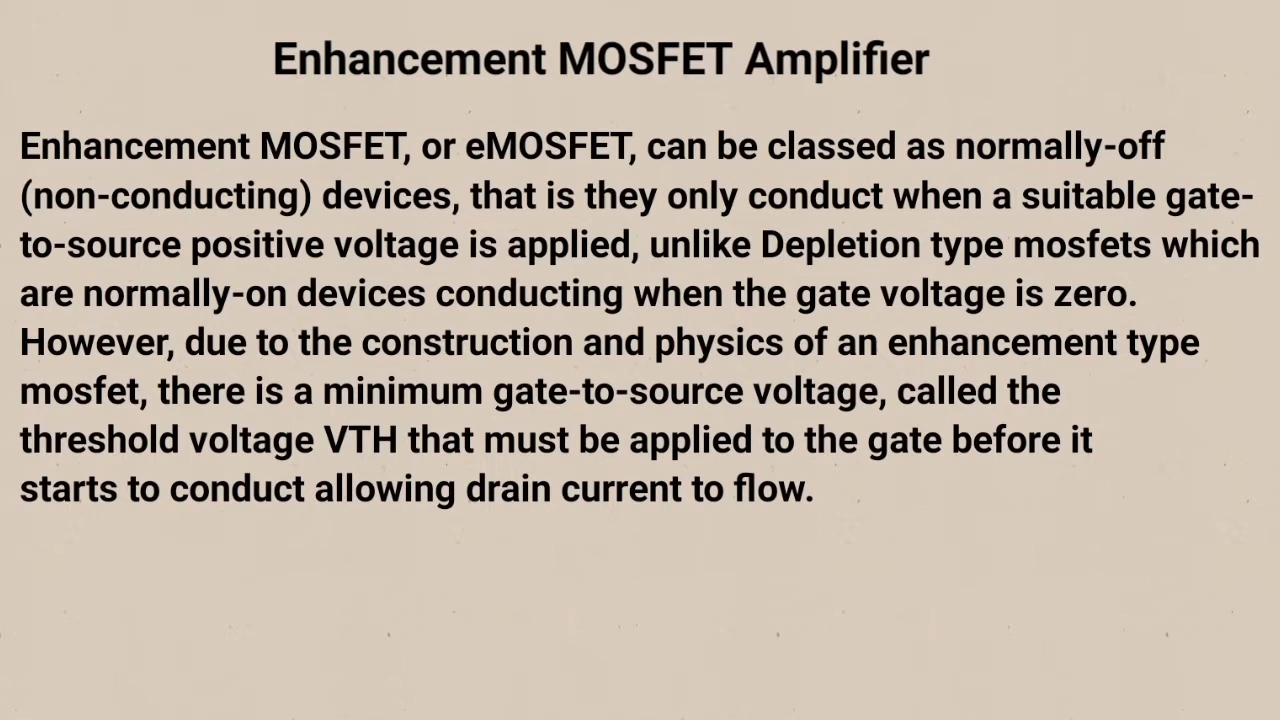 Enhancement MOSFET Amplifier
Enhancement MOSFET, or eMOSFET, can be classed as normally-off
(non-conducting) devices, that is they only conduct when a suitable gate-
to-source positive voltage is applied, unlike Depletion type mosfets which
are normally-on devices conducting when the gate voltage is zero.
However, due to the construction and physics of an enhancement type
mosfet, there is a minimum gate-to-source voltage, called the
threshold voltage VTH that must be applied to the gate before it
starts to conduct allowing drain current to flow.